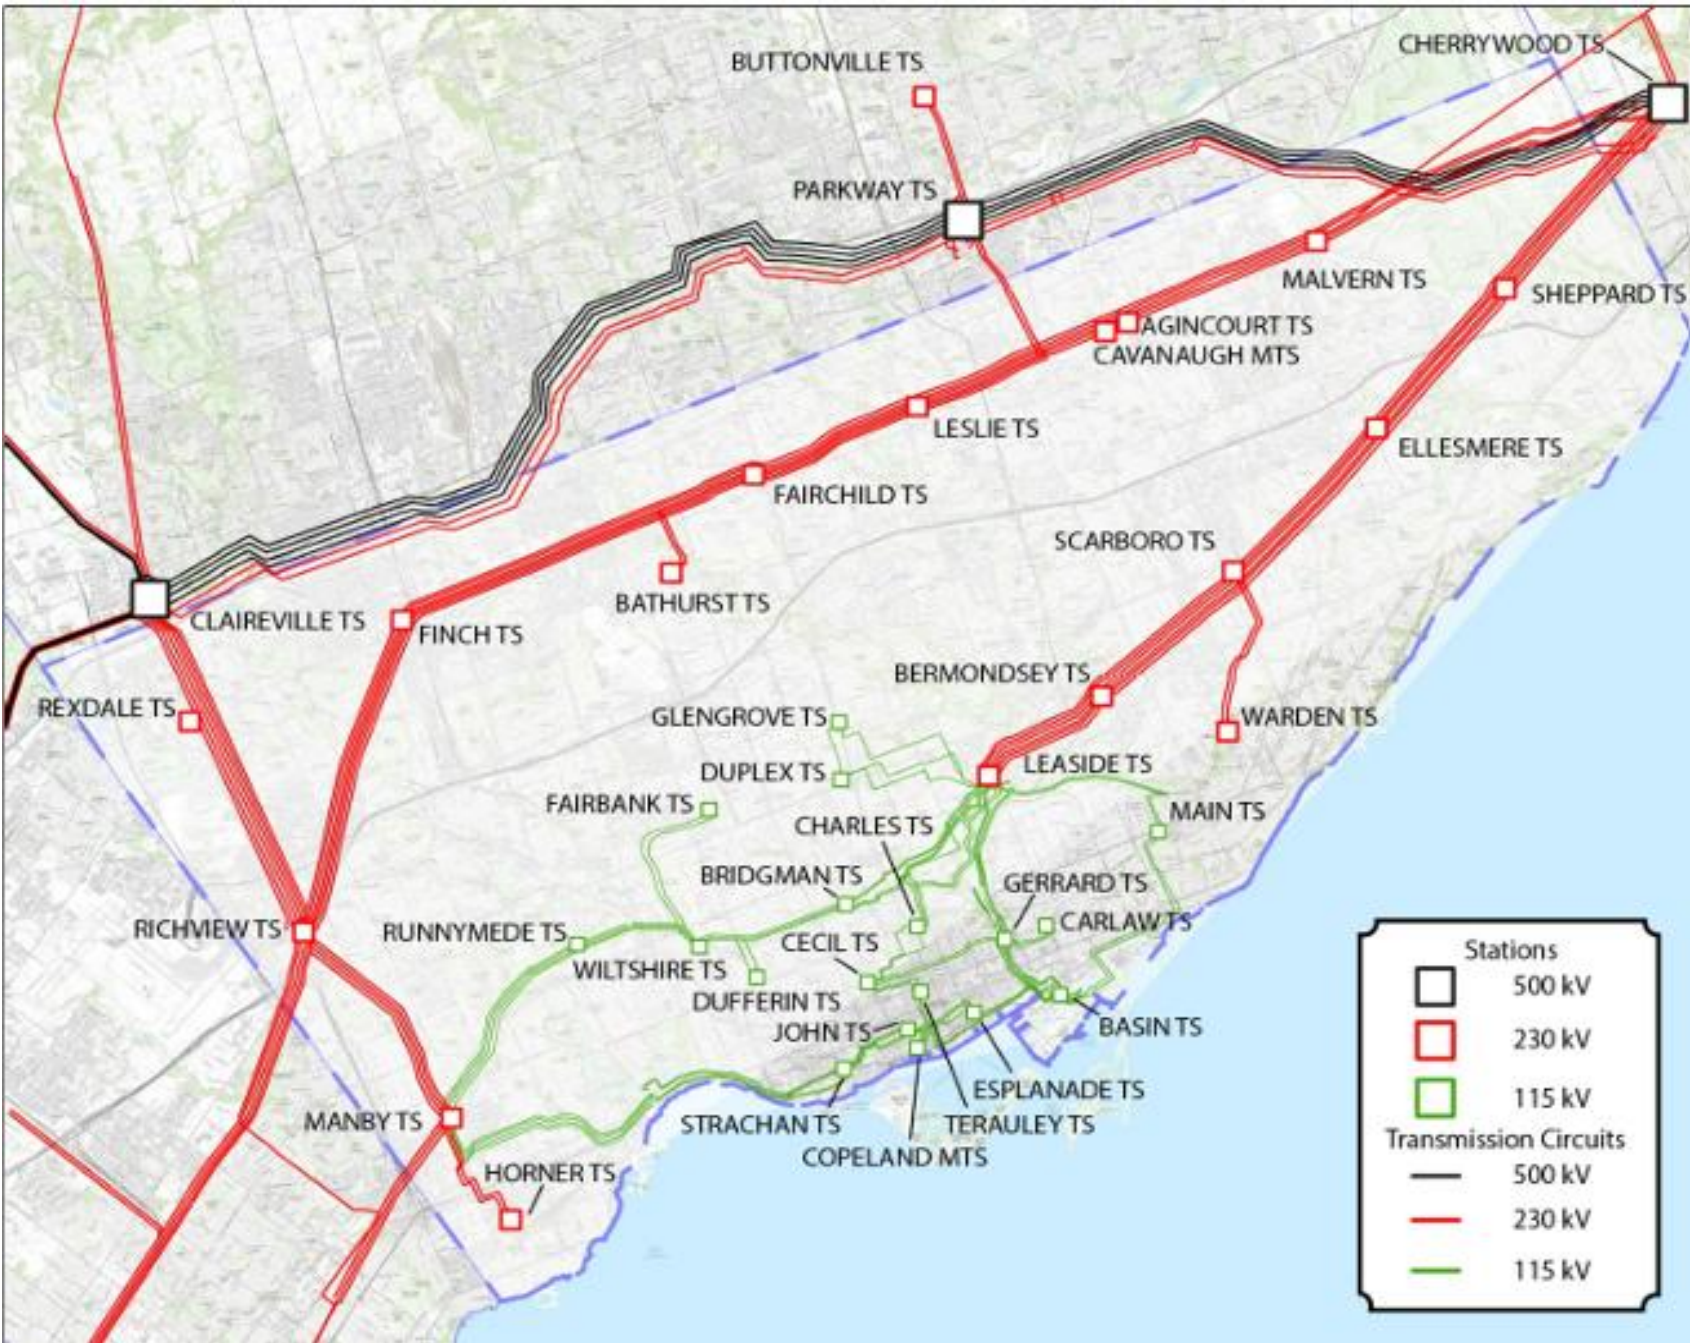 CHERRYWOOD TS
BUTTONVILLE TS
PARKWAY TS
MALVERN TS
SHEPPARD TS
AGINCOURT TS
CAVANAUGH MTS
LESLIE TS
ELLESMERE TS
FAIRCHILD TS
SCARBORO TS
BATHURST TS
CLAIREVILLE TS
FINCH TS
BERMONDSEY TS
REXDALE TS
GLENGROVE TS
WARDEN TS
LEASIDE TS
DUPLEX TS
FAIRBANK TS
MAIN TS
CHARLES TS
BRIDGMAN TS
GERRARD TS
RICHVIEW TS
RUNNYMEDE TS
CARLAW TS
CECIL TS
WILTSHIRE TS
DUFFERIN TS
JOHN TS
BASIN TS
ESPLANADE TS
MANBY TS
STRACHAN TS
TERAULEY TS
COPELAND MTS
HORNER TS
Stations
500 kV
230 kV
115 kV
Transmission Circuits
500 kV
230 kV
115 kV